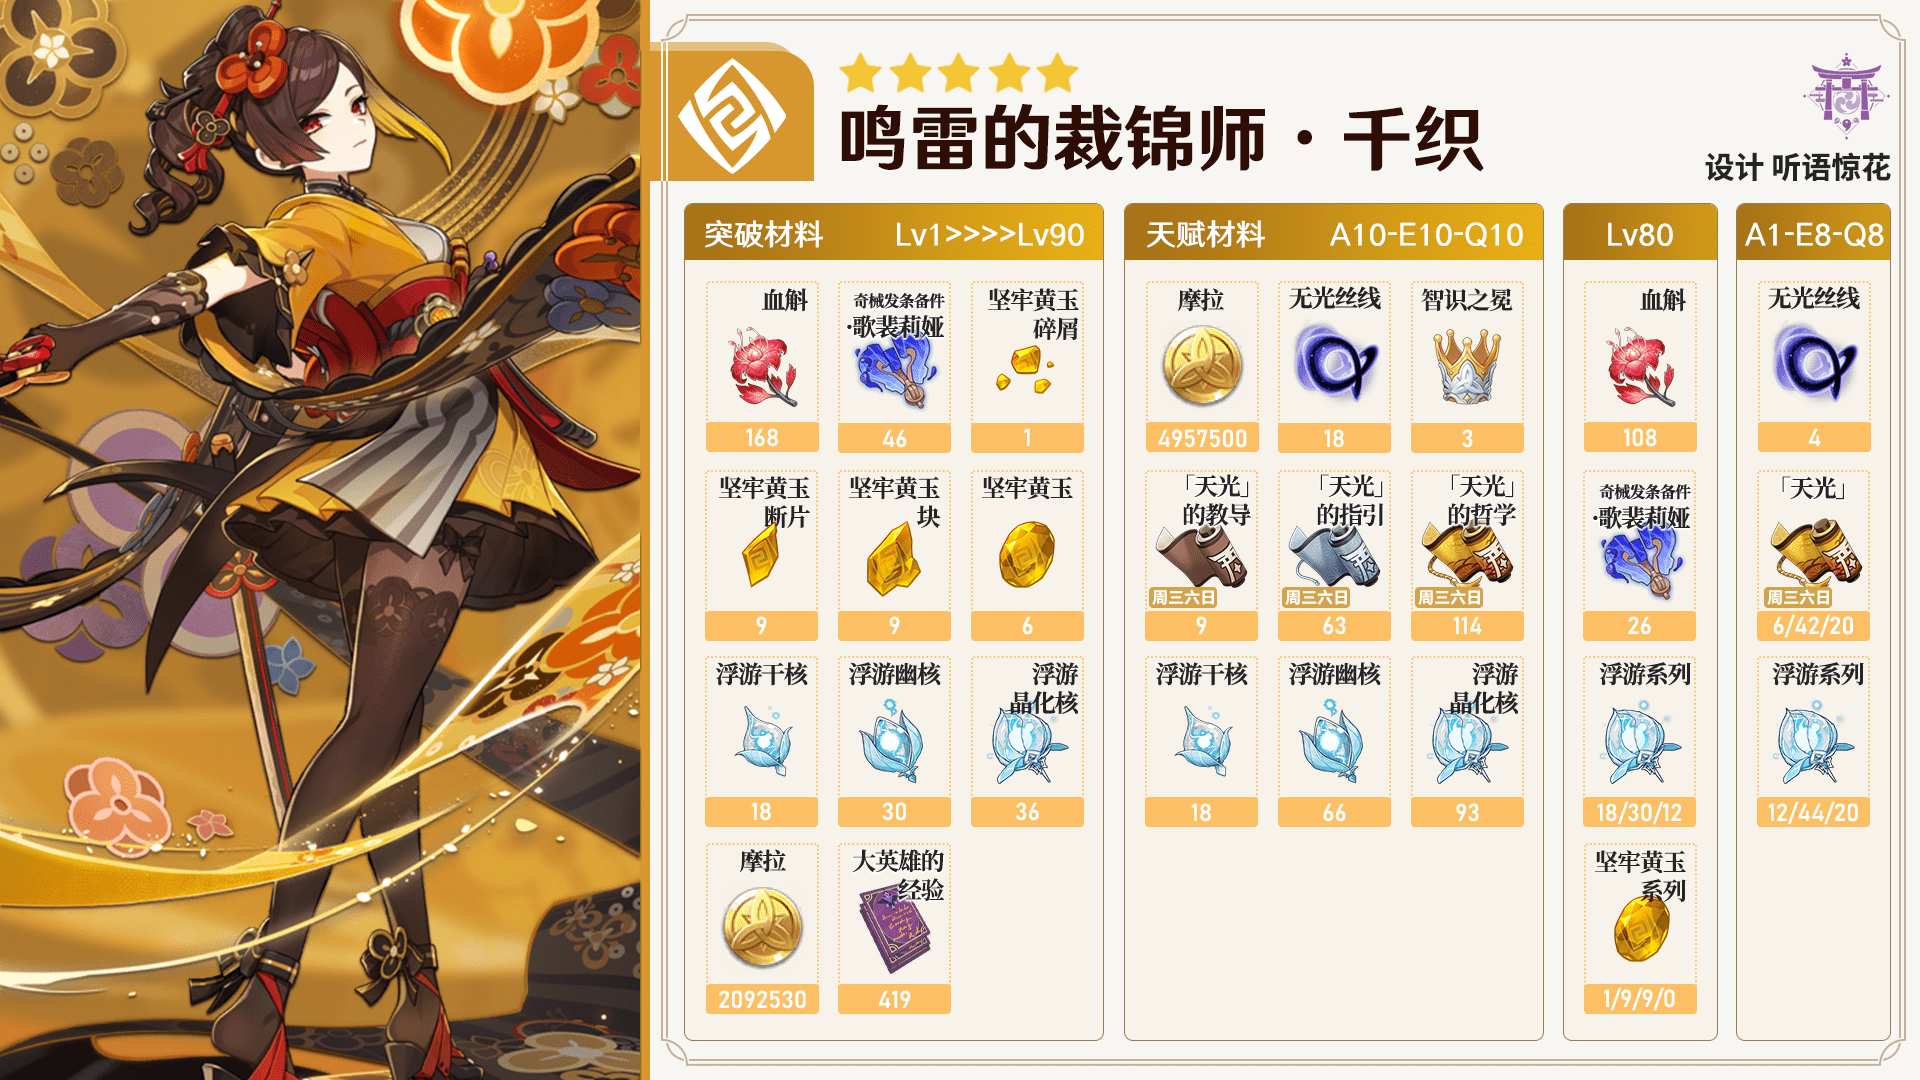 鸣雷的裁锦师·千织
设计 听语惊花
突破材料 Lv1>>>>Lv90
血斛
168
奇械发条备件
·歌裴莉娅
46
坚牢黄玉
碎屑
1
坚牢黄玉
断片
9
坚牢黄玉
块
9
坚牢黄玉
6
浮游干核
18
浮游幽核
30
浮游
晶化核
36
摩拉
2092530
大英雄的
经验
419
天赋材料 A10-E10-Q10
摩拉
4957500
无光丝线
18
智识之冕
3
「天光」
的教导
周三六日
9
「天光」
的指引
周三六日
63
「天光」
的哲学
周三六日
114
浮游干核
18
浮游幽核
66
浮游
晶化核
93
Lv80
血斛
108
奇械发条备件
·歌裴莉娅
26
浮游系列
18/30/12
坚牢黄玉
系列
1/9/9/0
A1-E8-Q8
无光丝线
4
「天光」
周三六日
6/42/20
浮游系列
12/44/20